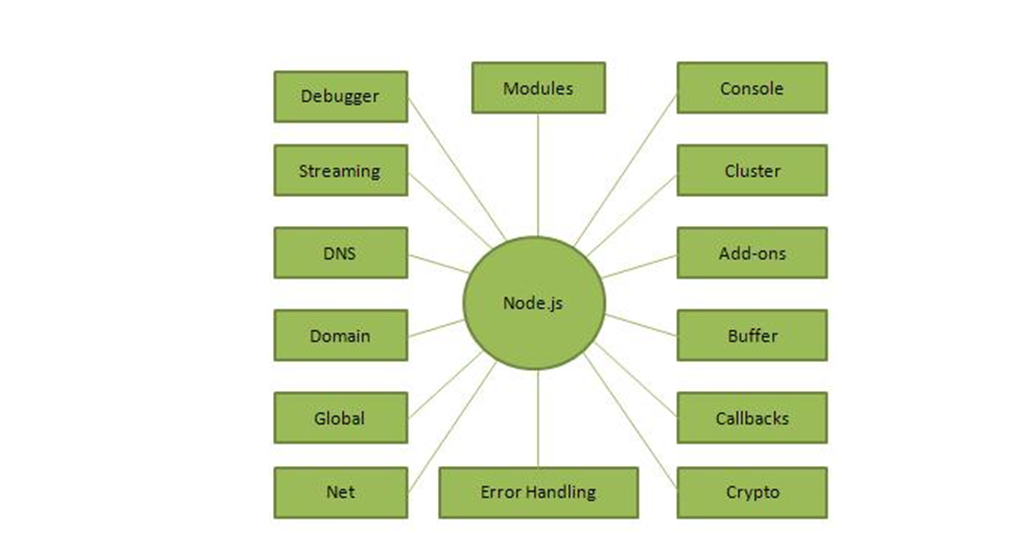 Debugger
Modules
Console
Streaming
Cluster
DNS
Add-ons
Node.js
Domain
Buffer
Global
Callbacks
Net
Error Handling
Crypto